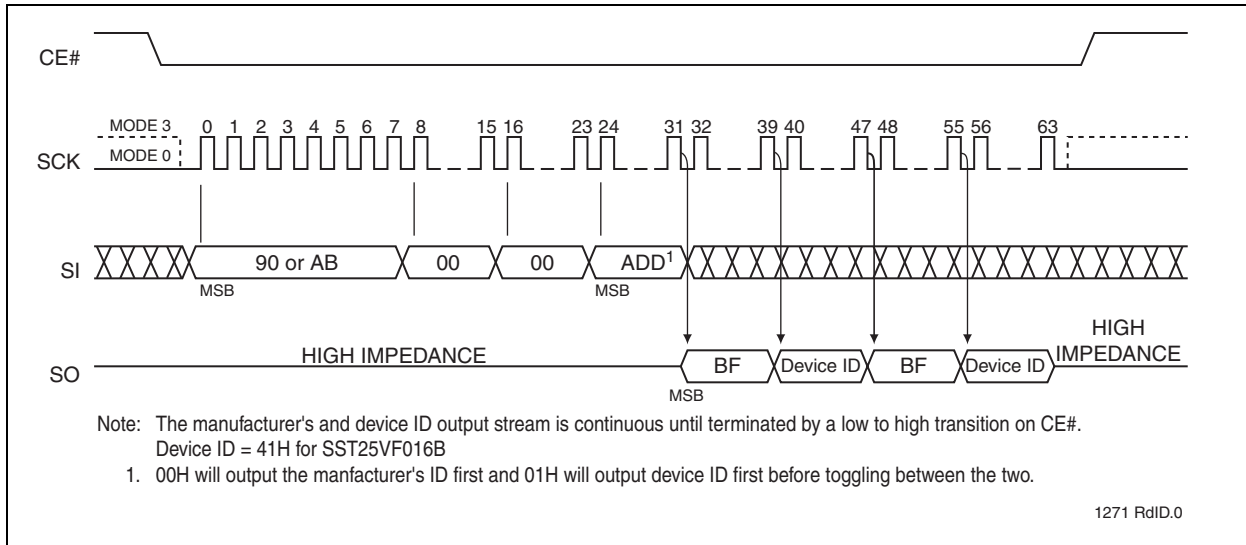 CE#
MODE 3
0 1 2 3 4 5 6 7 8 15 16 23 24 31 32 39 40 47 48 55 56 63
SCK
MODE 0
SI
90 or AB 00 00 ADD1
MSB MSB
HIGH IMPEDANCE
HIGH IMPEDANCE
SO
BF Device ID BF Device ID
MSB
Note: The manufacturer's and device ID output stream is continuous until terminated by a low to high transition on CE#.
Device ID = 41H for SST25VF016B
1. 00H will output the manfacturer's ID first and 01H will output device ID first before toggling between the two.
1271 RdID.0